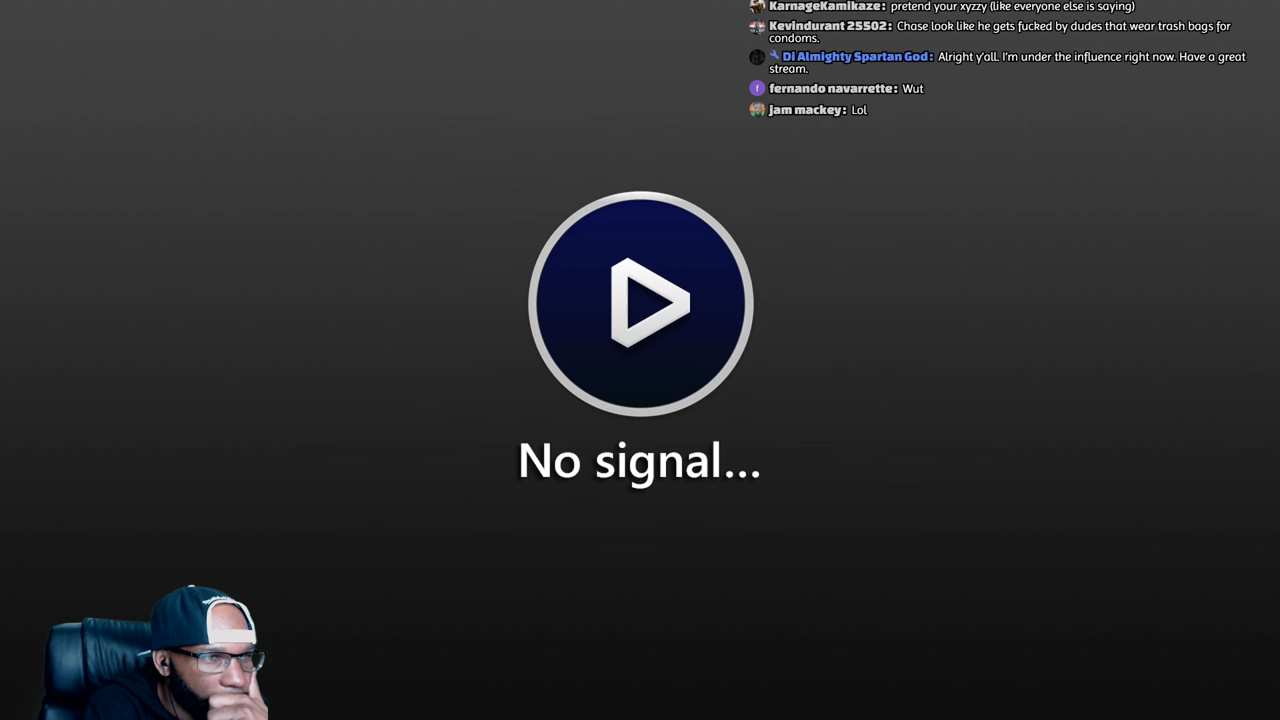 KarnageKamikaze: pretend your xyzzy (like everyone else is saying)
Kevindurant 25502: Chase look like he gets fucked by dudes that wear trash bags for
condoms.
Di Almighty Spartan God: Alright y'all. I'm under the influence right now. Have a great
stream.
f fernando navarrette: Wut
jam mackey: Lol
No signal...